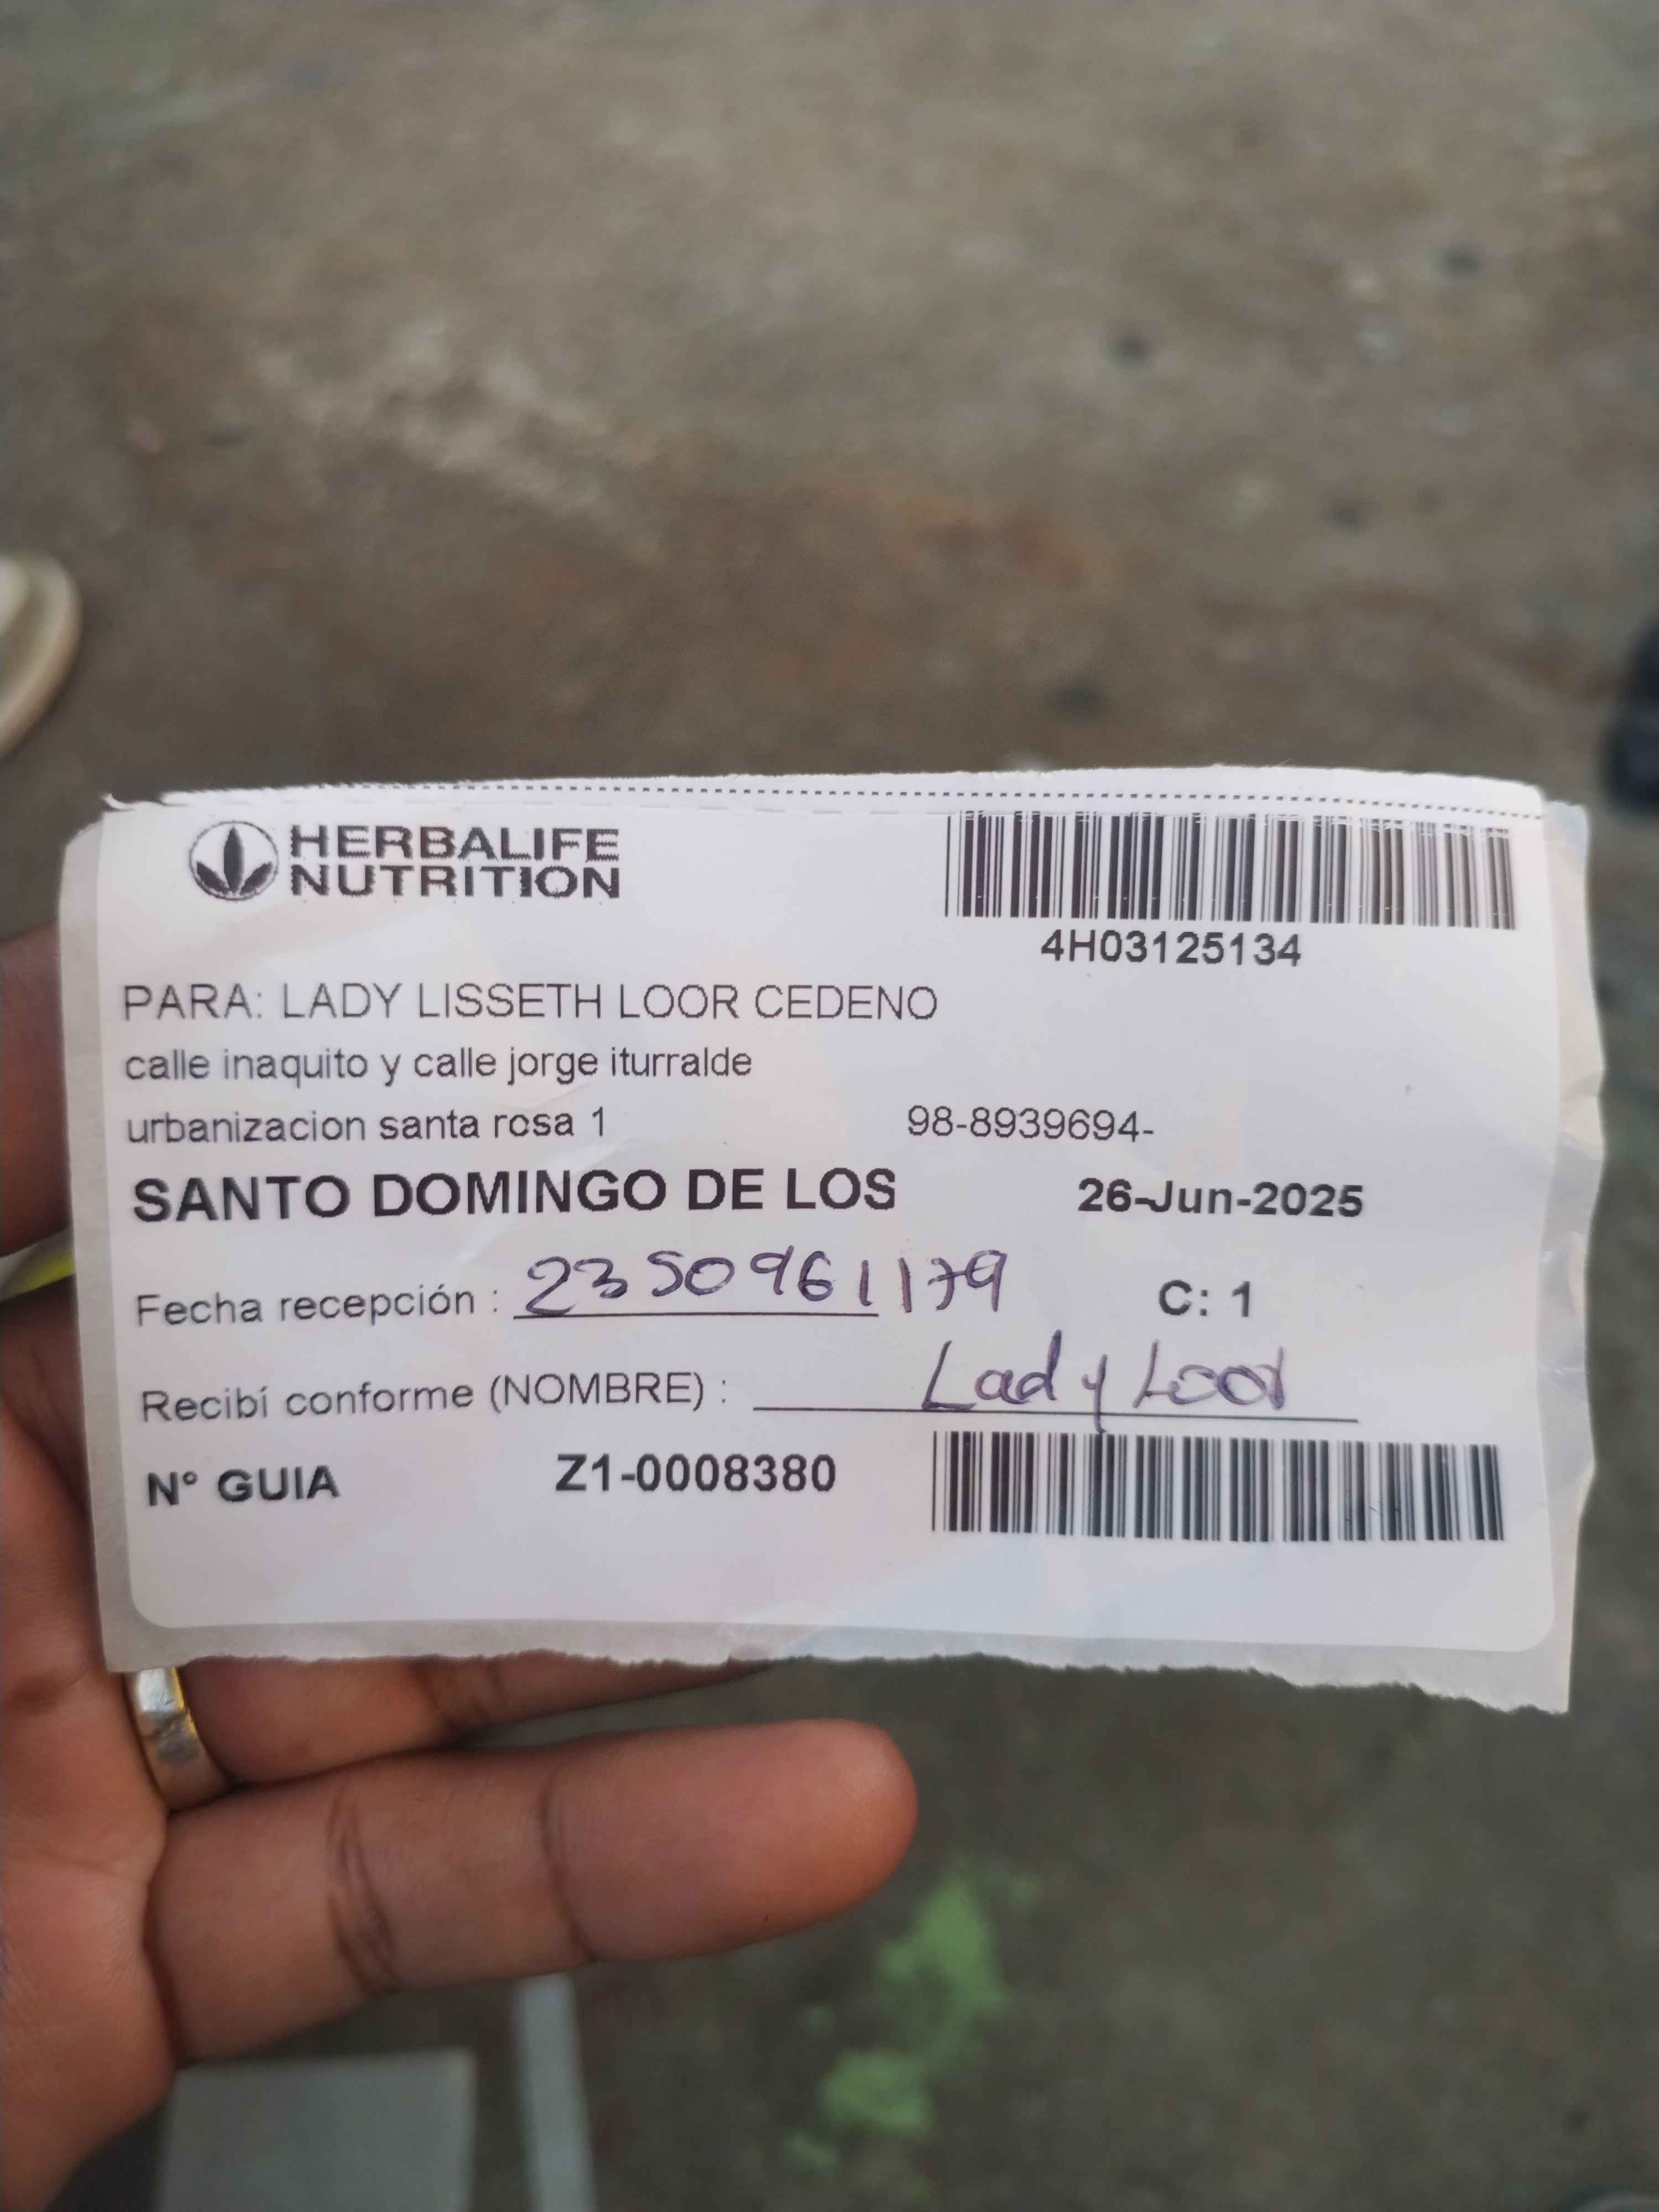 HERBALIFE
NUTRITION
4H03125134
PARA: LADY LISSETH LOOR CEDENO
calle inaquito y calle jorge iturralde
urbanizacion santa rosa 1 98-8939694-
SANTO DOMINGO DE LOS 26-Jun-2025
Fecha recepción : 2350961179 C: 1
Recibí conforme (NOMBRE) : Lady Loor
N° GUIA Z1-0008380